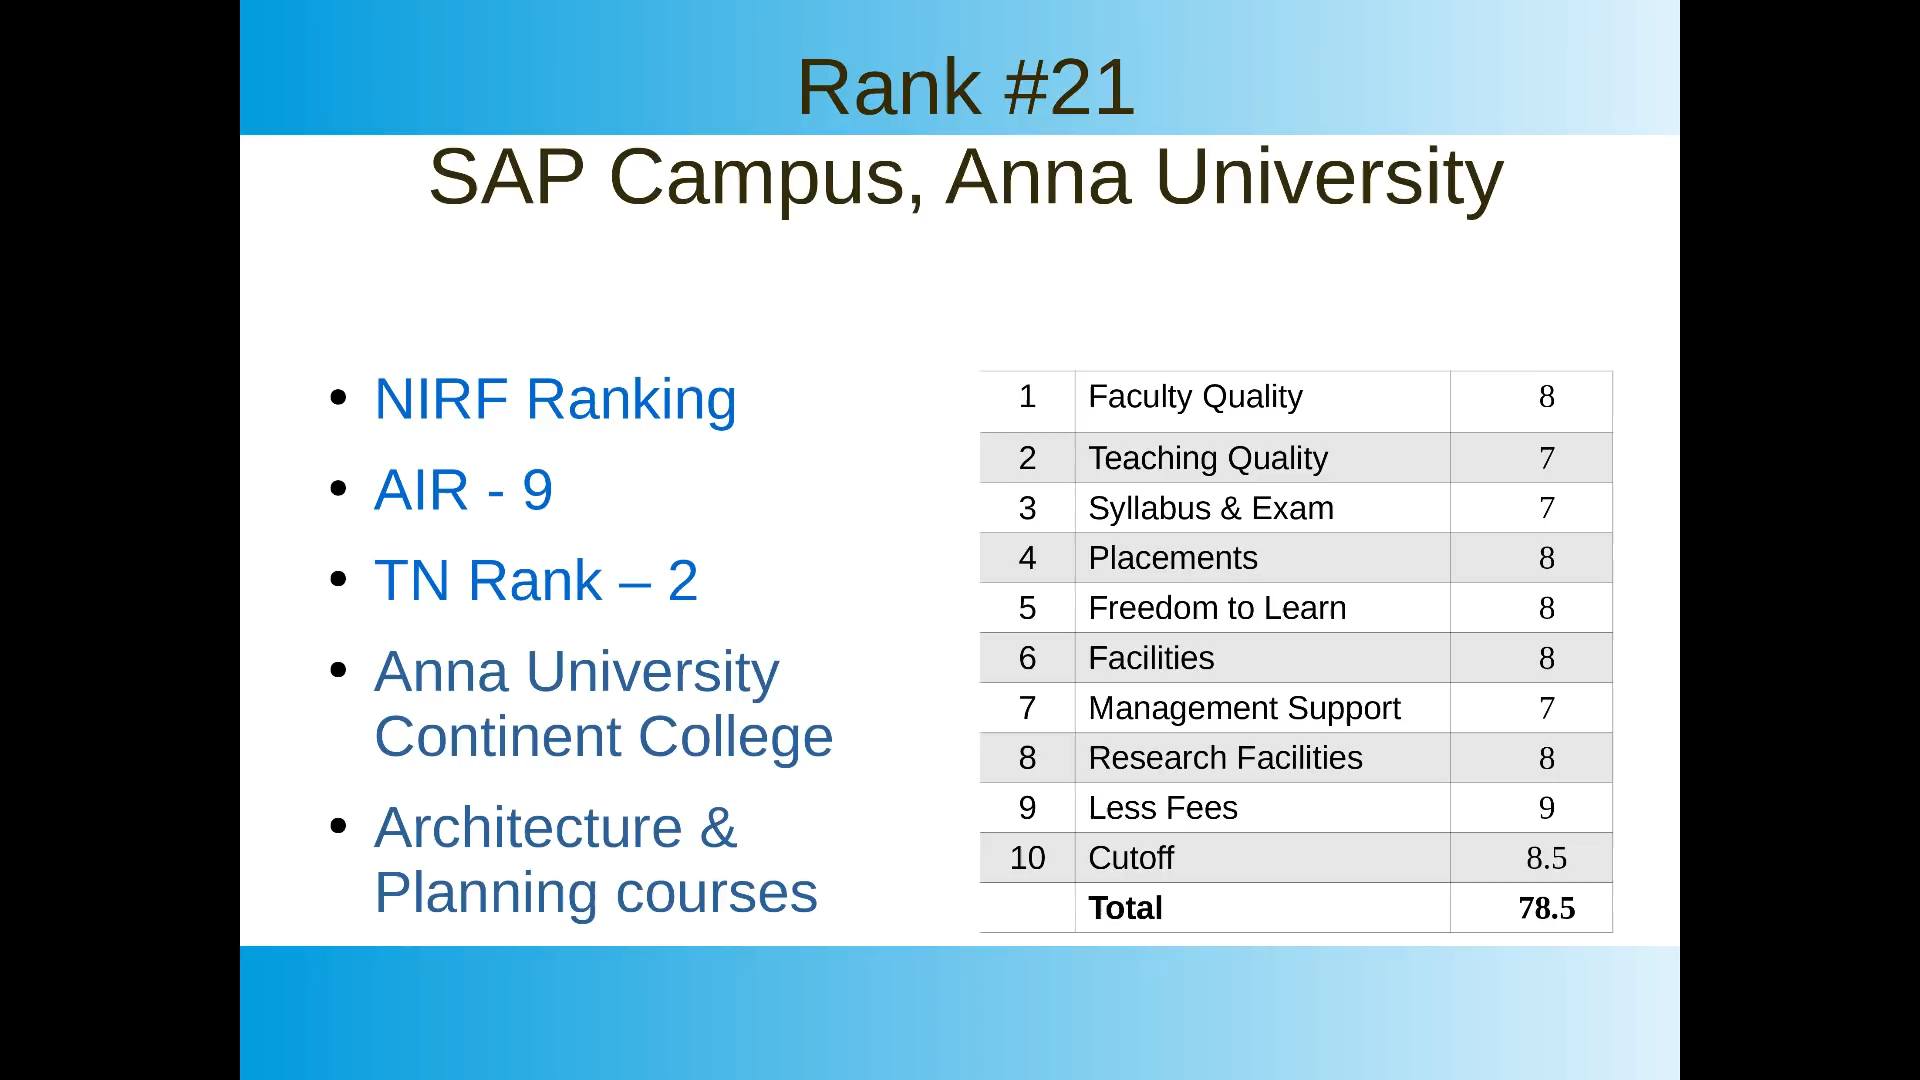 Rank #21
SAP Campus, Anna University
• NIRF Ranking
• AIR - 9
• TN Rank – 2
• Anna University
Continent College
• Architecture &
Planning courses
1 Faculty Quality 8
2 Teaching Quality 7
3 Syllabus & Exam 7
4 Placements 8
5 Freedom to Learn 8
6 Facilities 8
7 Management Support 7
8 Research Facilities 8
9 Less Fees 9
10 Cutoff 8.5
Total 78.5